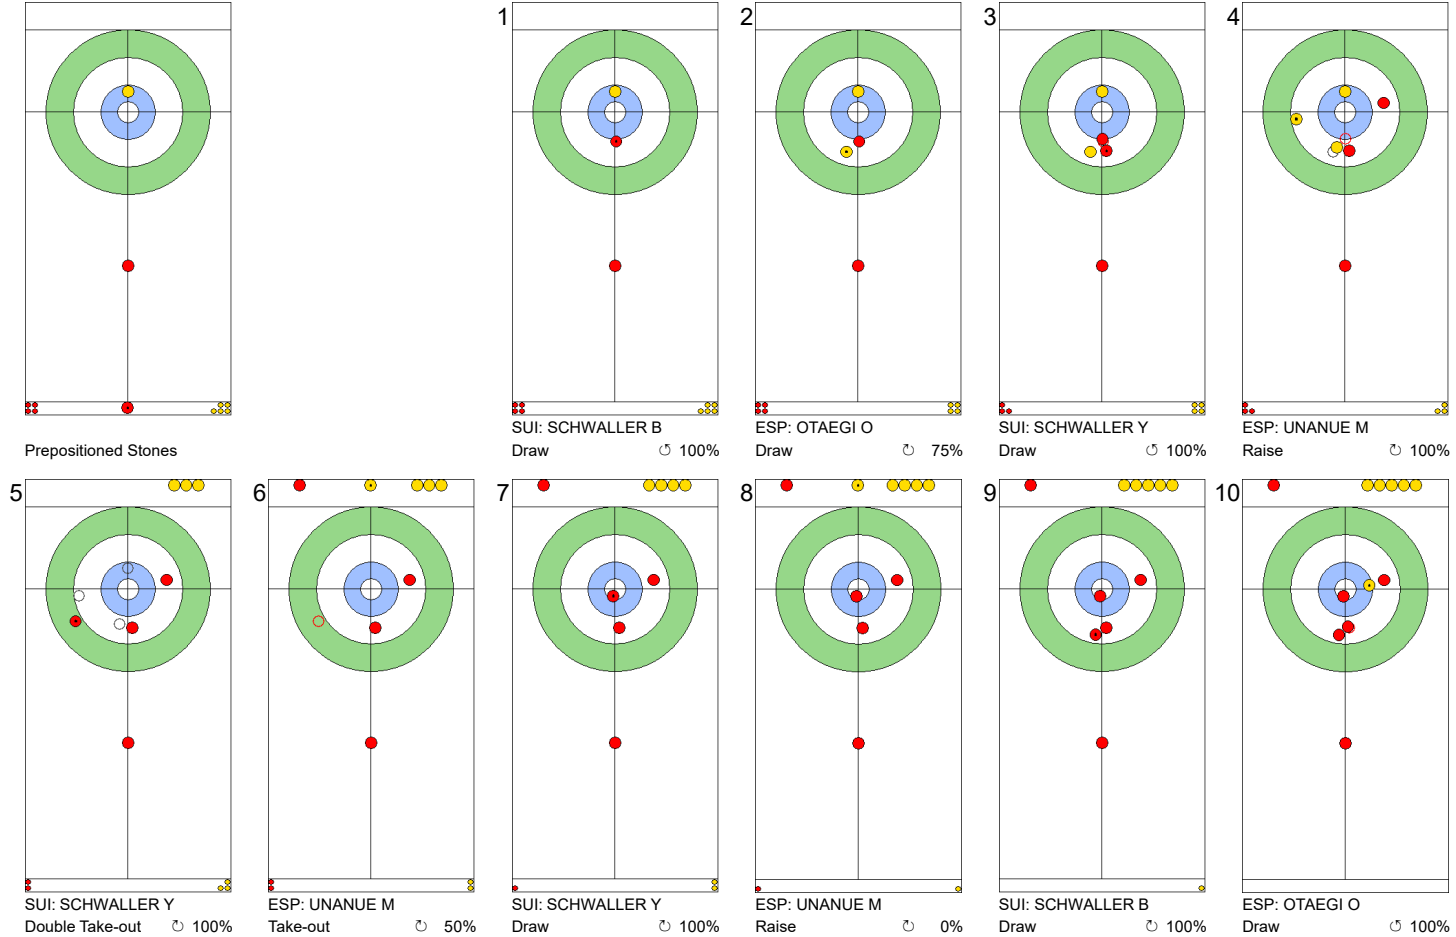 1
2
3
4
Prepositioned Stones
SUI: SCHWALLER B
Draw 100%
ESP: OTAEGI O
Draw 75%
SUI: SCHWALLER Y
Draw 100%
ESP: UNANUE M
Raise 100%
5
6
7
8
9
10
SUI: SCHWALLER Y
Double Take-out 100%
ESP: UNANUE M
Take-out 50%
SUI: SCHWALLER Y
Draw 100%
ESP: UNANUE M
Raise 0%
SUI: SCHWALLER B
Draw 100%
ESP: OTAEGI O
Draw 100%